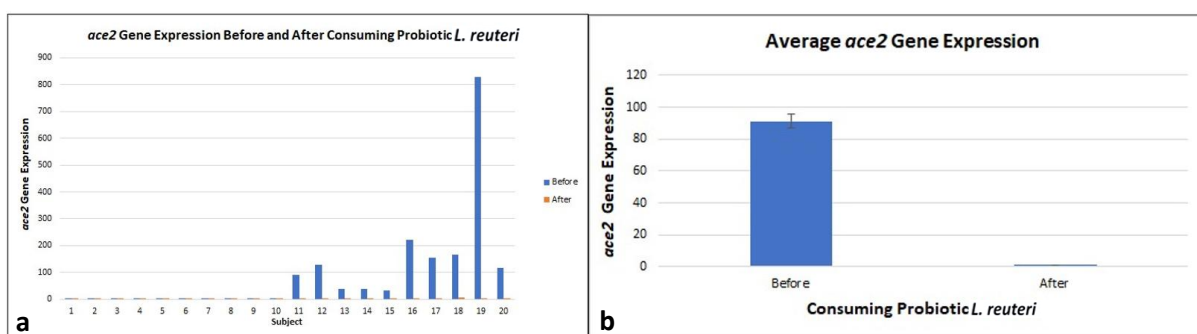 ace2 Gene Expression Before and After Consuming Probiotic L. reuteri
900
800
700
600
500
400
300
200
100
0
ace2 Gene Expression
1 2 3 4 5 6 7 8 9 10 11 12 13 14 15 16 17 18 19 20
Subject
Before
After
a
Average ace2 Gene Expression
120
100
80
60
40
20
0
ace2 Gene Expression
Before After
Consuming Probiotic L. reuteri
b